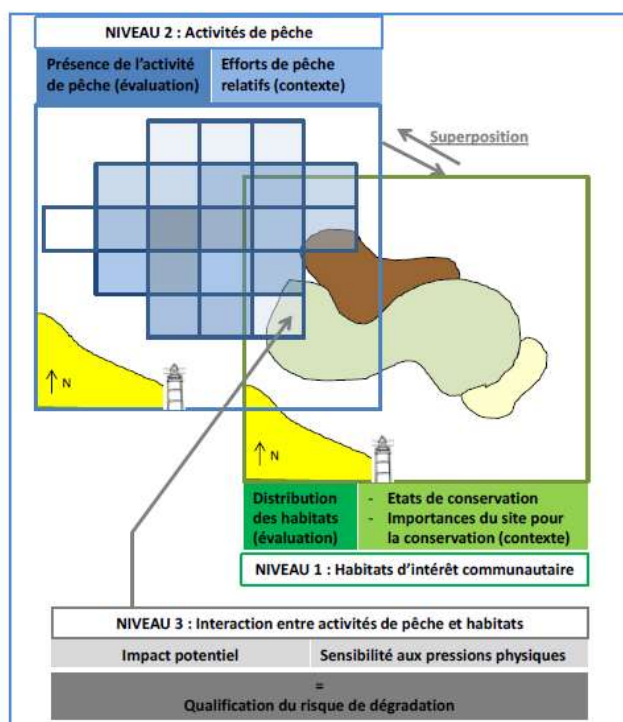 NIVEAU 2 : Activités de pêche
Présence de l'activité
de pêche (évaluation)
Efforts de pêche
relatifs (contexte)
Superposition
N
N
Distribution
des habitats
(évaluation)
- Etats de conservation
- Importances du site pour
la conservation (contexte)
NIVEAU 1 : Habitats d'intérêt communautaire
NIVEAU 3 : Interaction entre activités de pêche et habitats
Impact potentiel
Sensibilité aux pressions physiques
=
Qualification du risque de dégradation